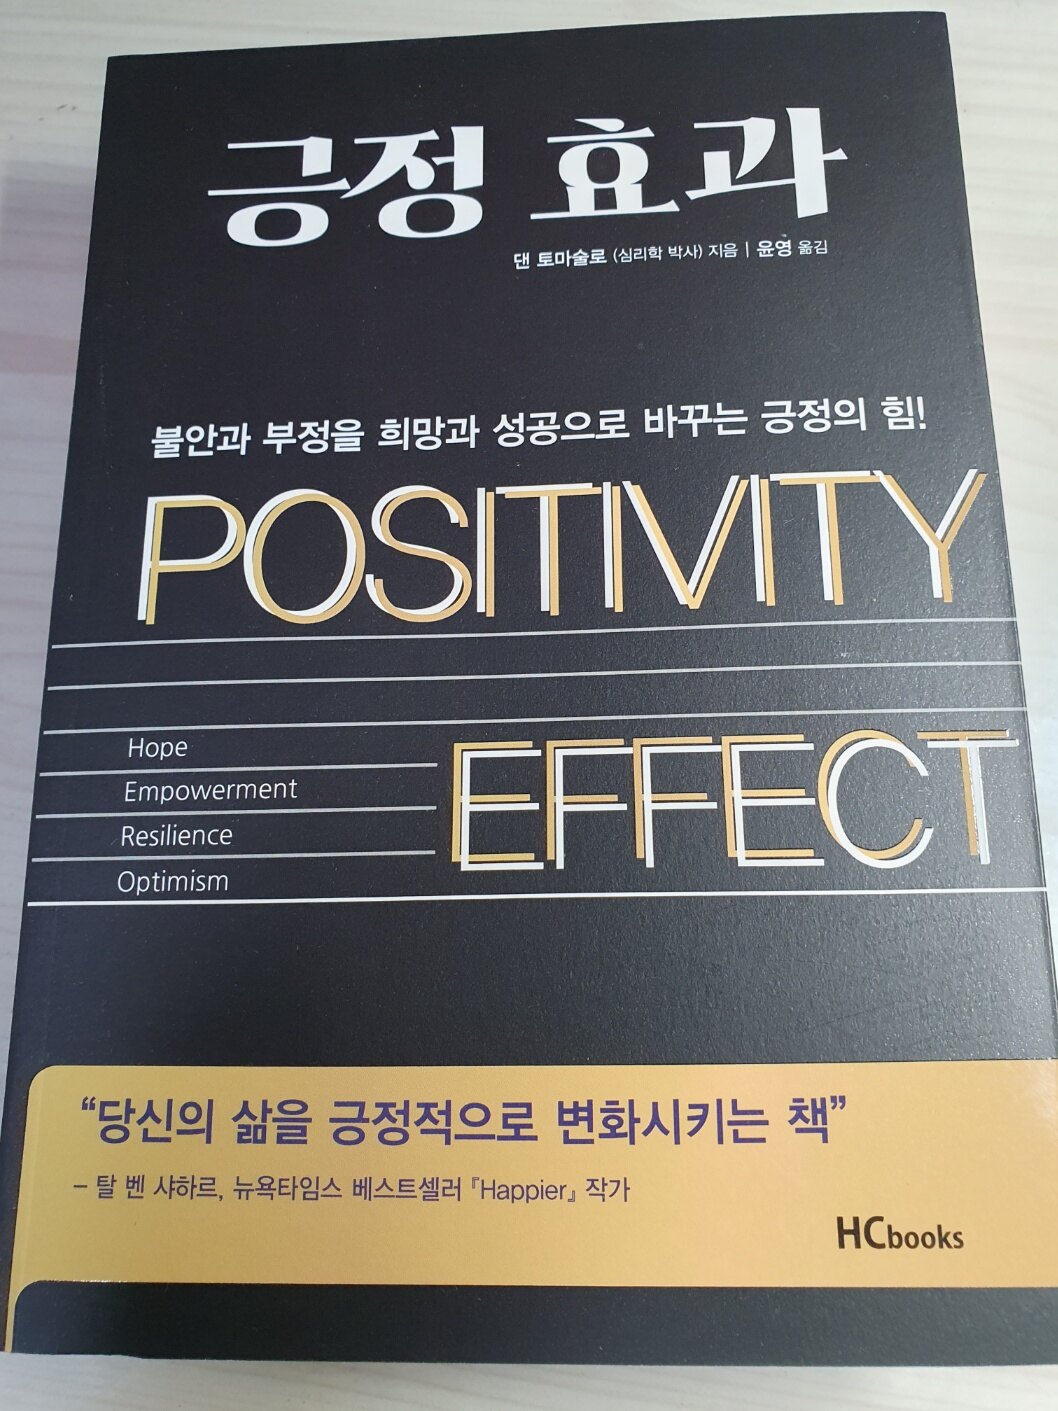 긍정 효과
댄 토마술로 (심리학 박사) 지음 | 윤영 옮김
불안과 부정을 희망과 성공으로 바꾸는 긍정의 힘!
POSITIVITY
EFFECT
Hope
Empowerment
Resilience
Optimism
“당신의 삶을 긍정적으로 변화시키는 책”
– 탈 벤 샤하르, 뉴욕타임스 베스트셀러 『Happier』 작가
HCbooks